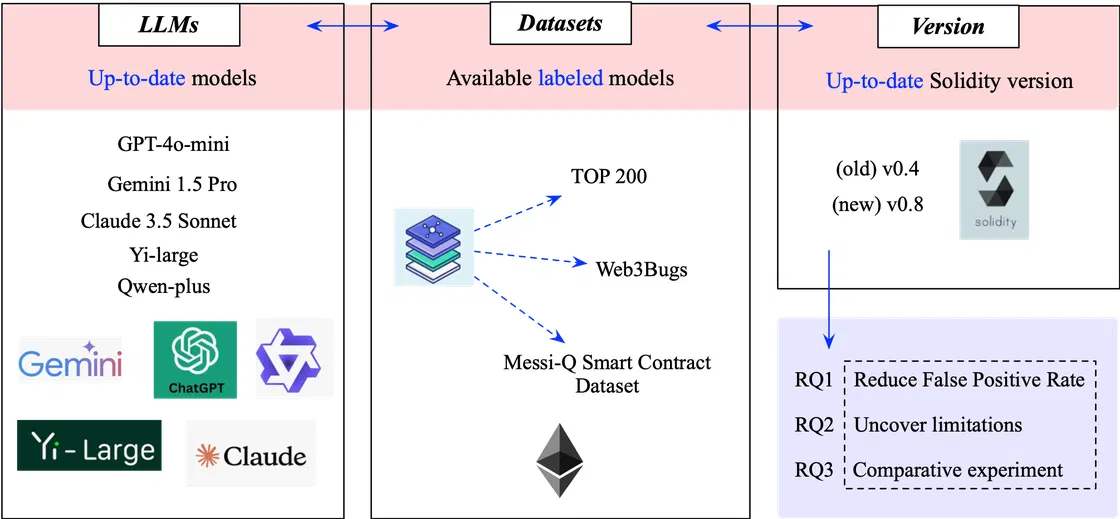 LLMs
Up-to-date models
GPT-4o-mini
Gemini 1.5 Pro
Claude 3.5 Sonnet
Yi-large
Qwen-plus
Gemini
ChatGPT
Yi-Large
Claude
Datasets
Available labeled models
TOP 200
Web3Bugs
Messi-Q Smart Contract
Dataset
Version
Up-to-date Solidity version
(old) v0.4
(new) v0.8
solidity
RQ1 Reduce False Positive Rate
RQ2 Uncover limitations
RQ3 Comparative experiment